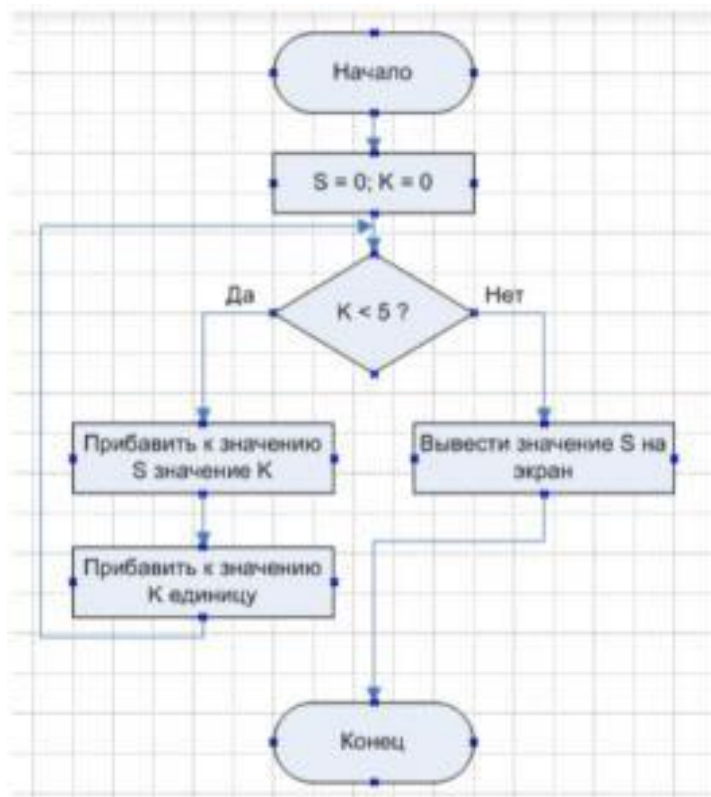 Начало
S = 0; K = 0
K < 5 ?
Да
Нет
Прибавить к значению
S значение K
Вывести значение S на
экран
Прибавить к значению
K единицу
Конец